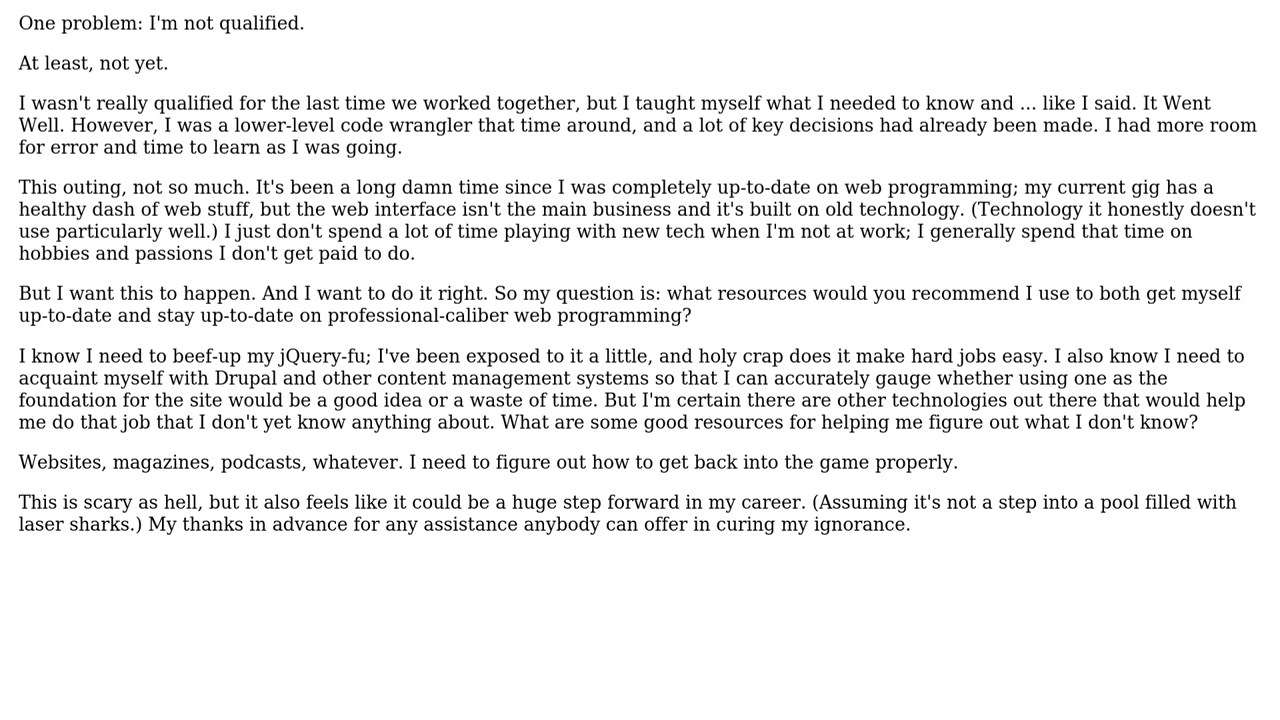 One problem: I'm not qualified.
At least, not yet.
I wasn't really qualified for the last time we worked together, but I taught myself what I needed to know and ... like I said. It Went
Well. However, I was a lower-level code wrangler that time around, and a lot of key decisions had already been made. I had more room
for error and time to learn as I was going.
This outing, not so much. It's been a long damn time since I was completely up-to-date on web programming; my current gig has a
healthy dash of web stuff, but the web interface isn't the main business and it's built on old technology. (Technology it honestly doesn't
use particularly well.) I just don't spend a lot of time playing with new tech when I'm not at work; I generally spend that time on
hobbies and passions I don't get paid to do.
But I want this to happen. And I want to do it right. So my question is: what resources would you recommend I use to both get myself
up-to-date and stay up-to-date on professional-caliber web programming?
I know I need to beef-up my jQuery-fu; I've been exposed to it a little, and holy crap does it make hard jobs easy. I also know I need to
acquaint myself with Drupal and other content management systems so that I can accurately gauge whether using one as the
foundation for the site would be a good idea or a waste of time. But I'm certain there are other technologies out there that would help
me do that job that I don't yet know anything about. What are some good resources for helping me figure out what I don't know?
Websites, magazines, podcasts, whatever. I need to figure out how to get back into the game properly.
This is scary as hell, but it also feels like it could be a huge step forward in my career. (Assuming it's not a step into a pool filled with
laser sharks.) My thanks in advance for any assistance anybody can offer in curing my ignorance.